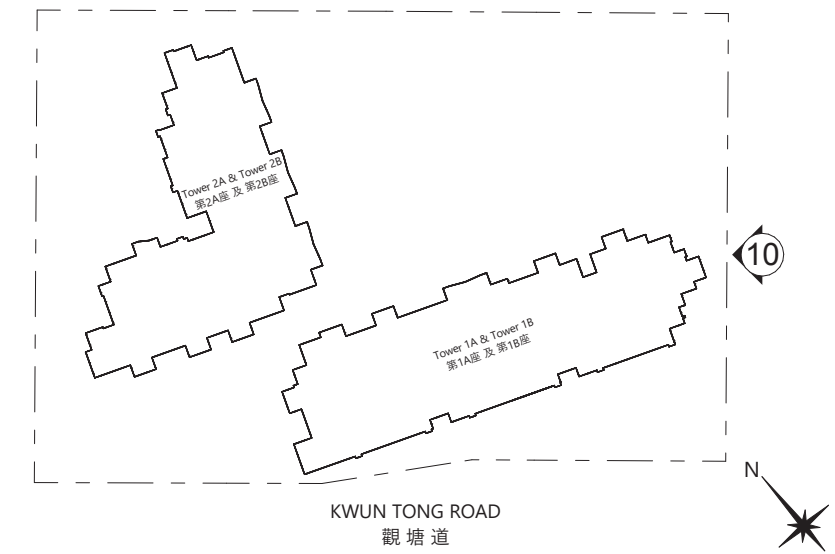 Tower 2A & Tower 2B
第2A座 及 第2B座
10
Tower 1A & Tower 1B
第1A座 及 第1B座
N
KWUN TONG ROAD
觀塘道